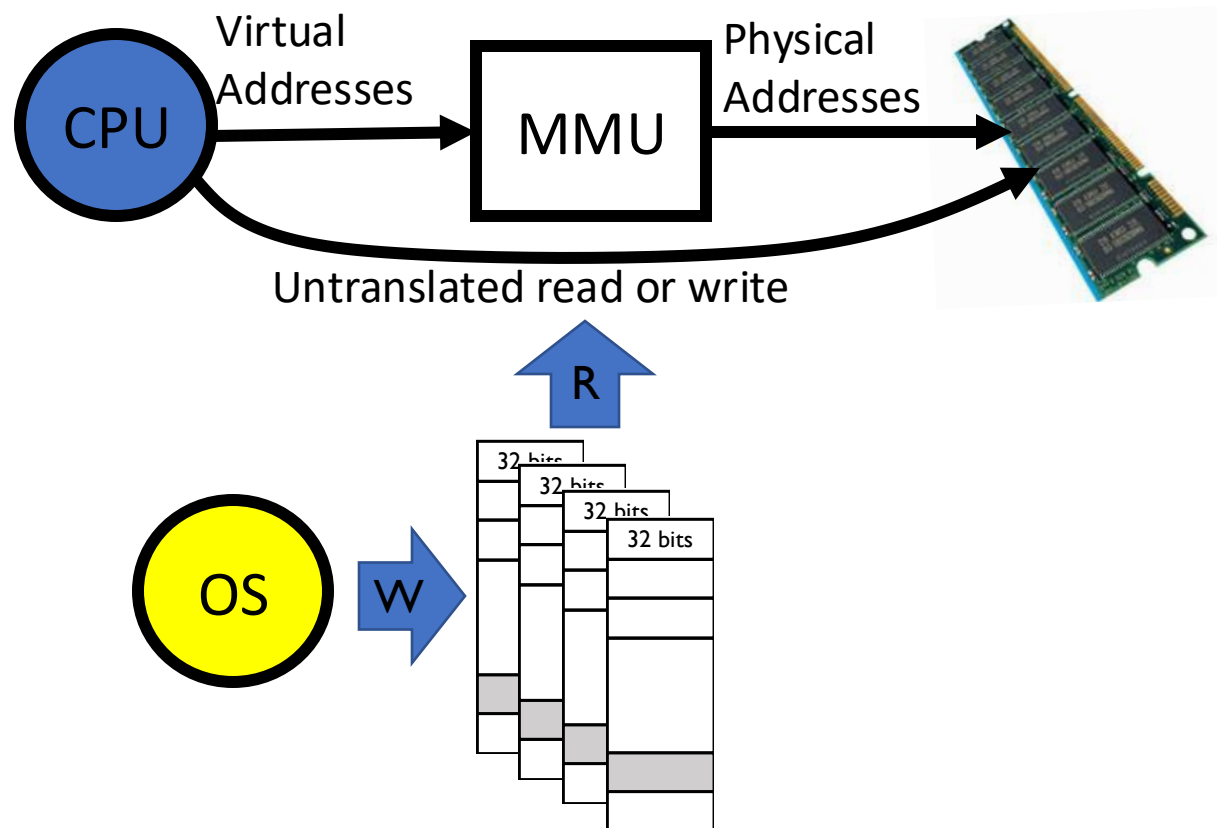 Virtual
Addresses
Physical
Addresses
CPU
MMU
Untranslated read or write
R
32 bits
32 bits
32 bits
32 bits
OS
W